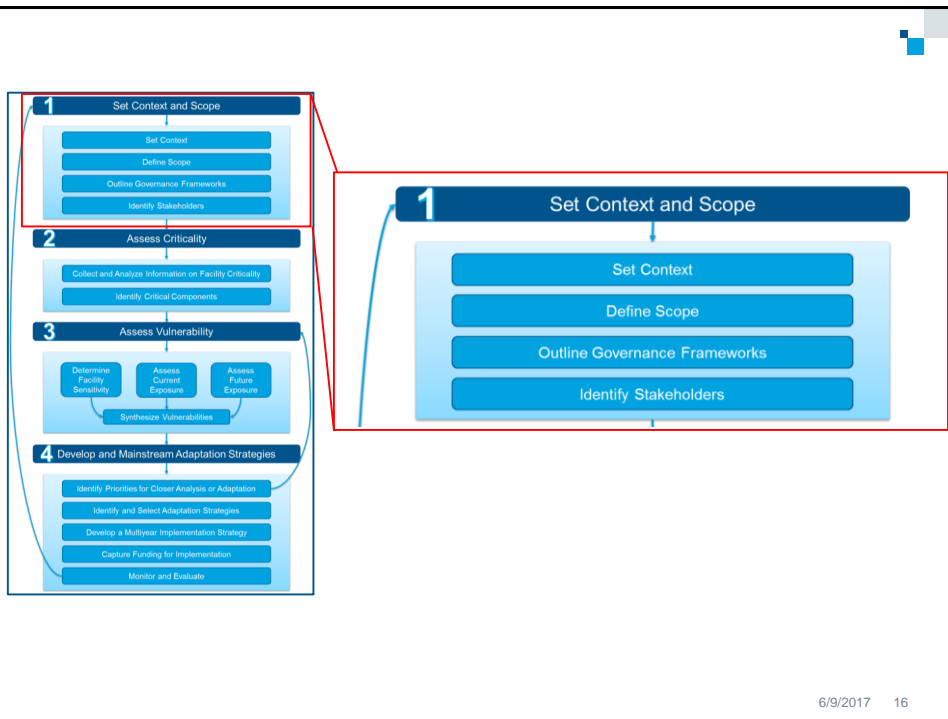 1 Set Context and Scope
Set Context
Define Scope
Outline Governance Frameworks
Identify Stakeholders
2 Assess Criticality
Collect and Analyze Information on Facility Criticality
Identify Critical Components
3 Assess Vulnerability
Determine
Facility
Sensitivity
Assess
Current
Exposure
Assess
Future
Exposure
Synthesize Vulnerabilities
4 Develop and Mainstream Adaptation Strategies
Identify Priorities for Closer Analysis or Adaptation
Identify and Select Adaptation Strategies
Develop a Multiyear Implementation Strategy
Capture Funding for Implementation
Monitor and Evaluate
1 Set Context and Scope
Set Context
Define Scope
Outline Governance Frameworks
Identify Stakeholders
6/9/2017 16